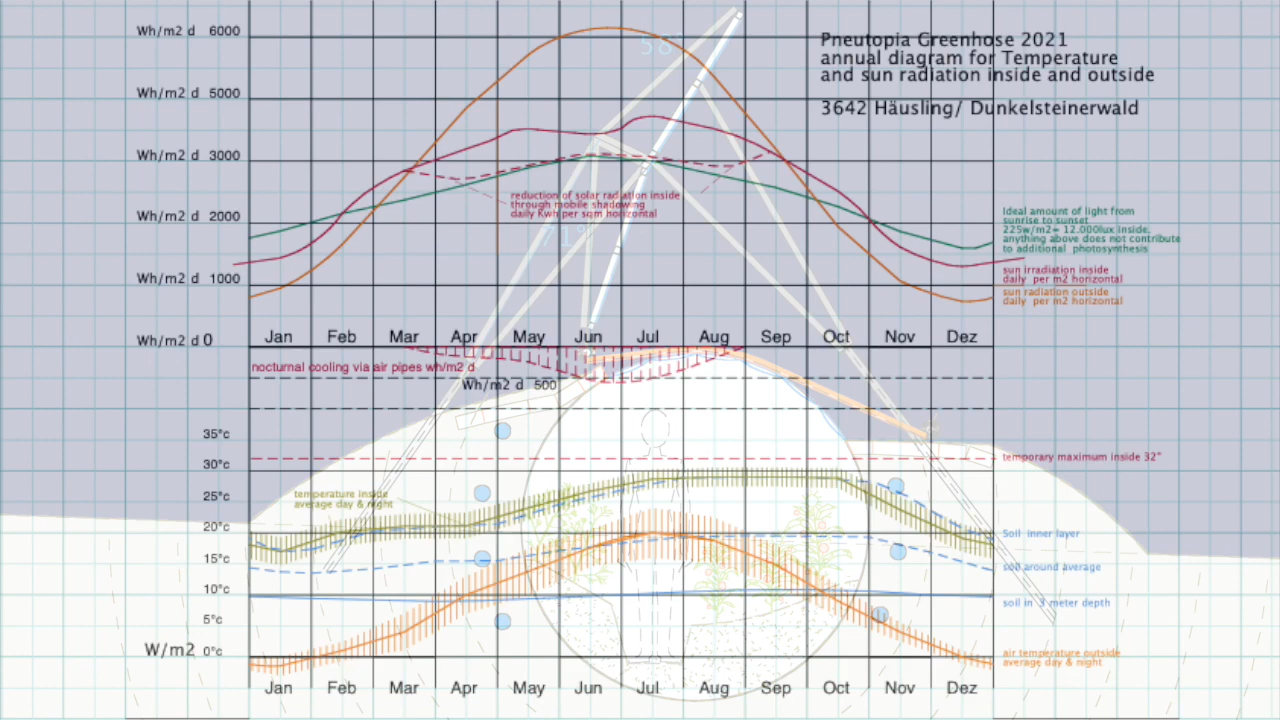 Wh/m2 d 6000
58°
Pneutopia Greenhose 2021
annual diagram for Temperature
and sun radiation inside and outside
3642 Häusling/ Dunkelsteinerwald
Wh/m2 d 5000
Wh/m2 d 3000
reduction of solar radiation inside
through mobile shadowing
daily Kwh per sqm horizontal
Wh/m2 d 2000
71°
Ideal amount of light from
sunrise to sunset
225w/m2= 12.000lux inside.
anything above does not contribute
to additional photosynthesis
Wh/m2 d 1000
sun irradiation inside
daily per m2 horizontal
sun radiation outside
daily per m2 horizontal
Wh/m2 d 0
Jan Feb Mar Apr May Jun Jul Aug Sep Oct Nov Dez
nocturnal cooling via air pipes wh/m2 d
Wh/m2 d 500
35°c
temporary maximum inside 32"
30°c
25°c
temperature inside
average day & night
20°c
Soil inner layer
15°c
soil around average
10°c
soil in 3 meter depth
5°c
W/m2 0°c
air temperature outside
average day & night
Jan Feb Mar Apr May Jun Jul Aug Sep Oct Nov Dez